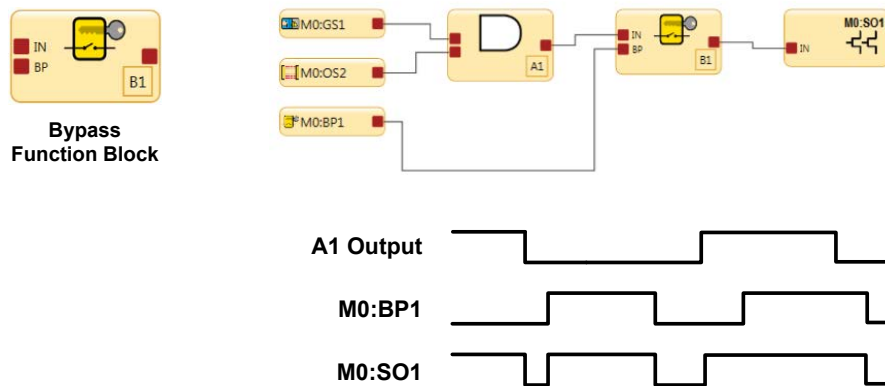 IN
BP
B1
Bypass
Function Block
M0:GS1
M0:OS2
M0:BP1
A1
IN
BP
B1
M0:SO1
IN
A1 Output
M0:BP1
M0:SO1